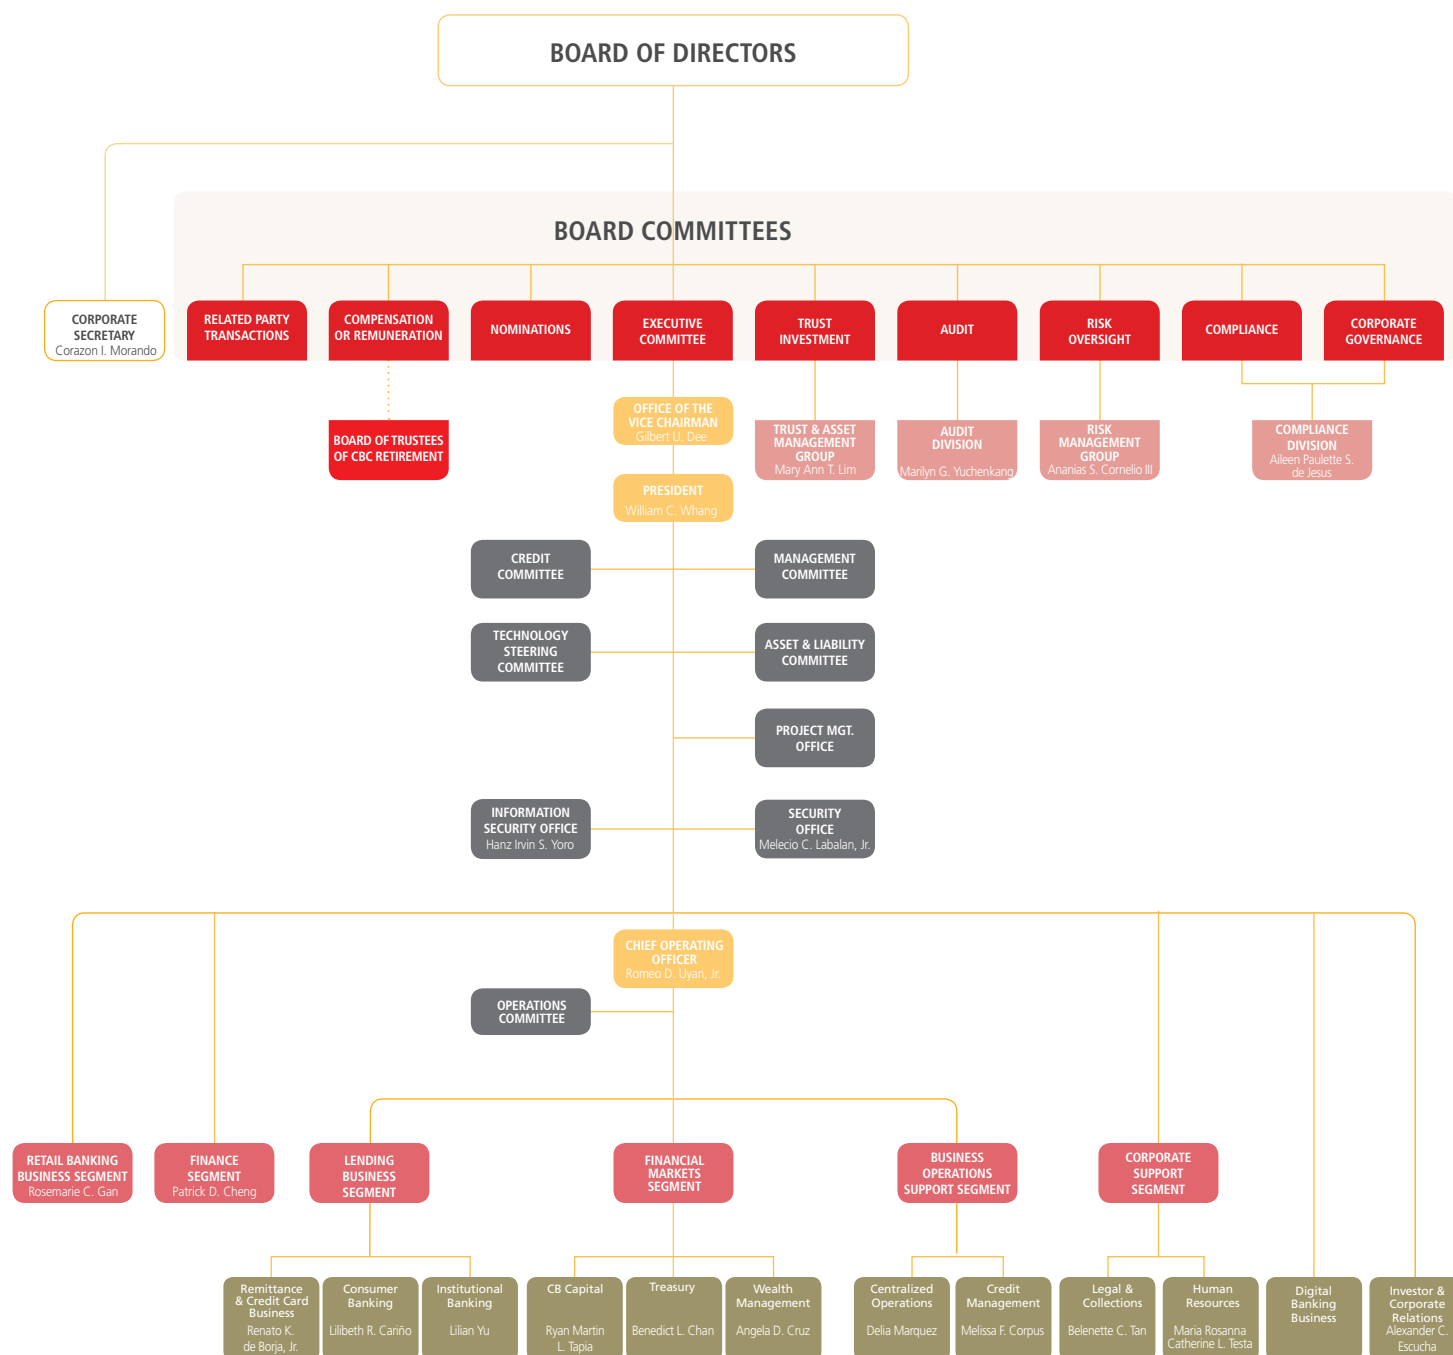 BOARD OF DIRECTORS
BOARD COMMITTEES
CORPORATE
SECRETARY
Corazon I. Morando
RELATED PARTY
TRANSACTIONS
COMPENSATION
OR REMUNERATION
NOMINATIONS
EXECUTIVE
COMMITTEE
TRUST
INVESTMENT
AUDIT
RISK
OVERSIGHT
COMPLIANCE
CORPORATE
GOVERNANCE
BOARD OF TRUSTEES
OF CBC RETIREMENT
OFFICE OF THE
VICE CHAIRMAN
Gilbert U. Dee
TRUST & ASSET
MANAGEMENT
GROUP
Mary Ann T. Lim
AUDIT
DIVISION
Marilyn G. Yuchenkang
RISK
MANAGEMENT
GROUP
Ananias S. Cornelio III
COMPLIANCE
DIVISION
Aileen Paulette S.
de Jesus
PRESIDENT
William C. Whang
CREDIT
COMMITTEE
MANAGEMENT
COMMITTEE
TECHNOLOGY
STEERING
COMMITTEE
ASSET & LIABILITY
COMMITTEE
PROJECT MGT.
OFFICE
INFORMATION
SECURITY OFFICE
Hanz Irvin S. Yoro
SECURITY
OFFICE
Melecio C. Labalan, Jr.
CHIEF OPERATING
OFFICER
Romeo D. Uyan, Jr.
OPERATIONS
COMMITTEE
RETAIL BANKING
BUSINESS SEGMENT
Rosemarie C. Gan
FINANCE
SEGMENT
Patrick D. Cheng
LENDING
BUSINESS
SEGMENT
FINANCIAL
MARKETS
SEGMENT
BUSINESS
OPERATIONS
SUPPORT SEGMENT
CORPORATE
SUPPORT
SEGMENT
Remittance
& Credit Card
Business
Renato K.
de Borja, Jr.
Consumer
Banking
Lilibeth R. Cariño
Institutional
Banking
Lilian Yu
CB Capital
Ryan Martin
L. Tapia
Treasury
Benedict L. Chan
Wealth
Management
Angela D. Cruz
Centralized
Operations
Delia Marquez
Credit
Management
Melissa F. Corpus
Legal &
Collections
Belenette C. Tan
Human
Resources
Maria Rosanna
Catherine L. Testa
Digital
Banking
Business
Investor &
Corporate
Relations
Alexander C.
Escucha